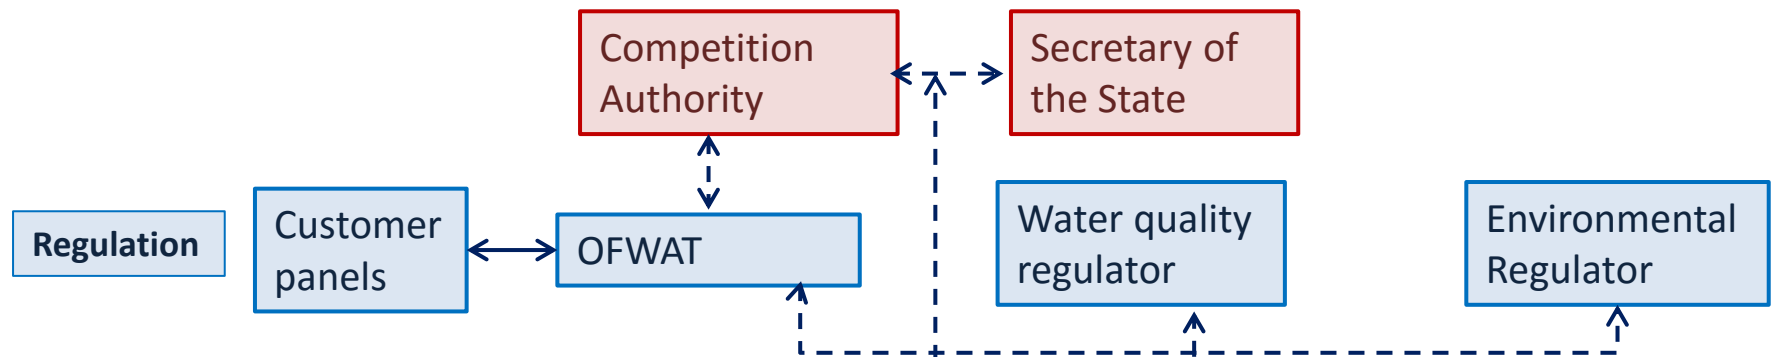 Competition
Authority
Secretary of
the State
Regulation
Customer
panels
OFWAT
Water quality
regulator
Environmental
Regulator